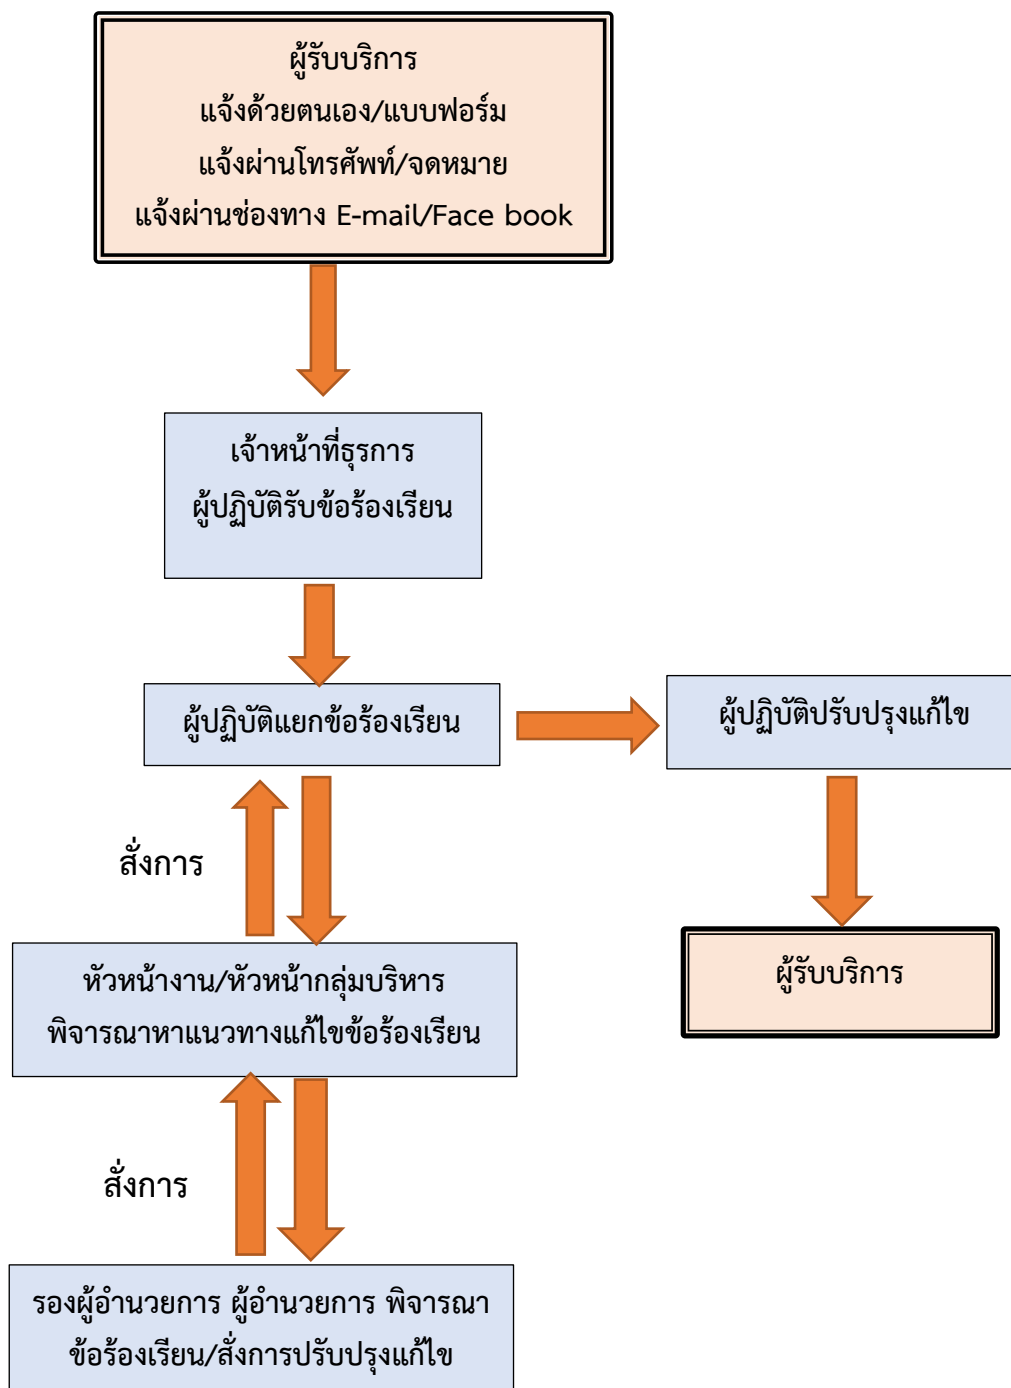 ผู้รับบริการ
แจ้งด้วยตนเอง/แบบฟอร์ม
แจ้งผ่านโทรศัพท์/จดหมาย
แจ้งผ่านช่องทาง E-mail/Face book
เจ้าหน้าที่ธุรการ
ผู้ปฏิบัติรับข้อร้องเรียน
ผู้ปฏิบัติแยกข้อร้องเรียน
ผู้ปฏิบัติปรับปรุงแก้ไข
สั่งการ
หัวหน้างาน/หัวหน้ากลุ่มบริหาร
พิจารณาหาแนวทางแก้ไขข้อร้องเรียน
ผู้รับบริการ
สั่งการ
รองผู้อำนวยการ ผู้อำนวยการ พิจารณา
ข้อร้องเรียน/สั่งการปรับปรุงแก้ไข